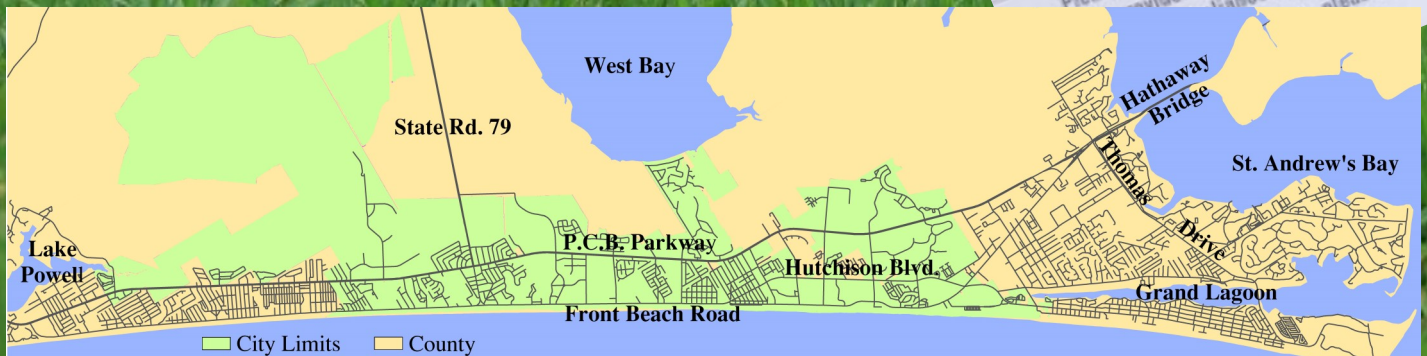 West Bay
Hathaway
Bridge
State Rd. 79
Thomas
Drive
St. Andrew's Bay
Lake
Powell
P.C.B. Parkway
Hutchison Blvd.
Grand Lagoon
Front Beach Road
City Limits
County